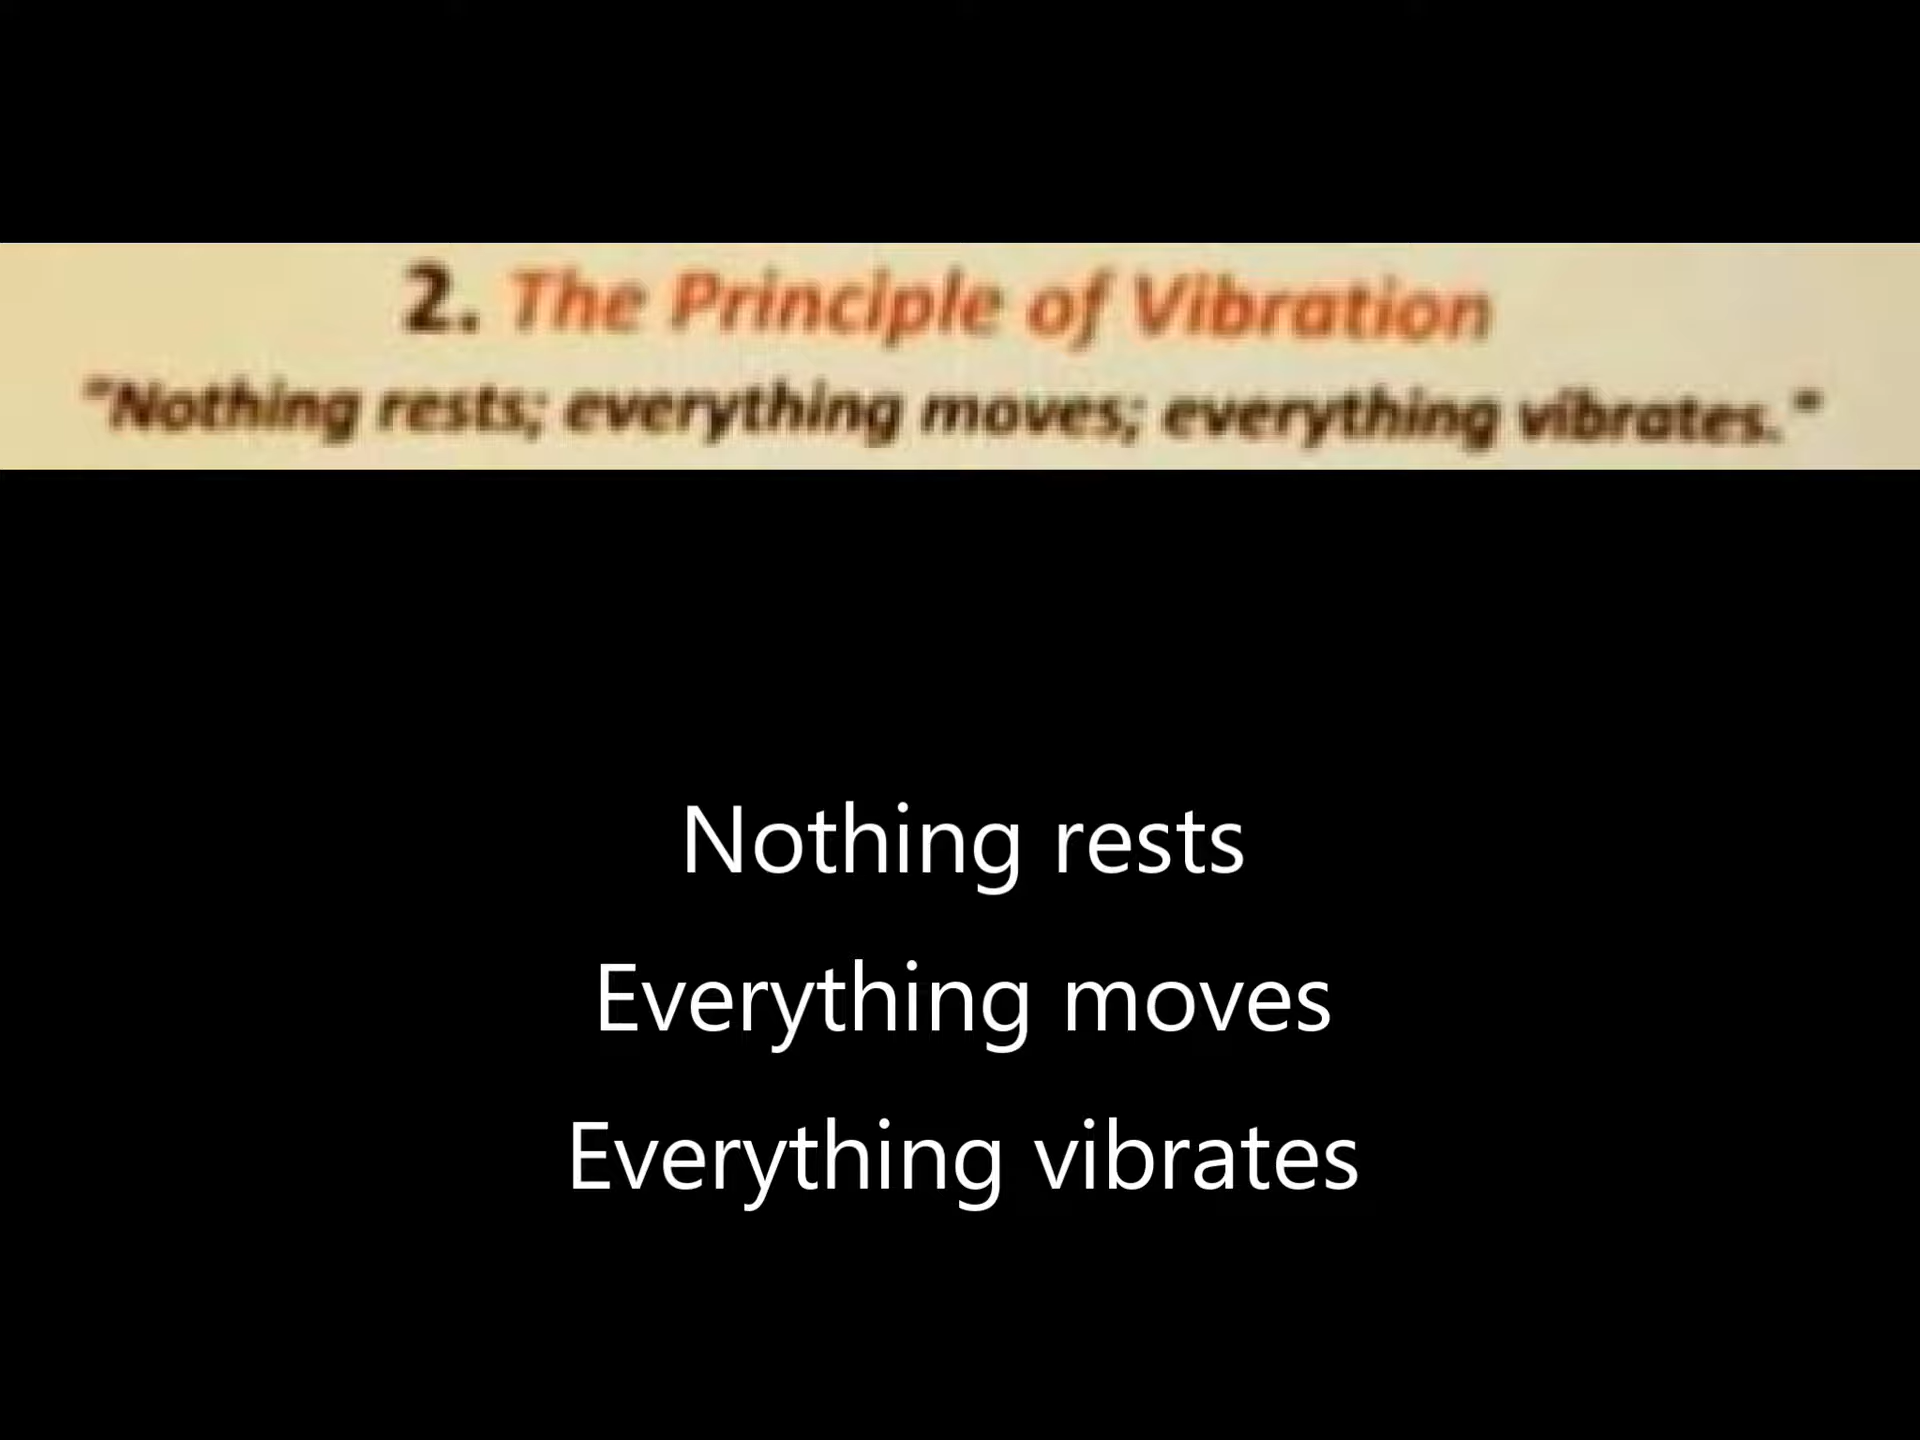 2. The Principle of Vibration
"Nothing rests; everything moves; everything vibrates."
Nothing rests
Everything moves
Everything vibrates